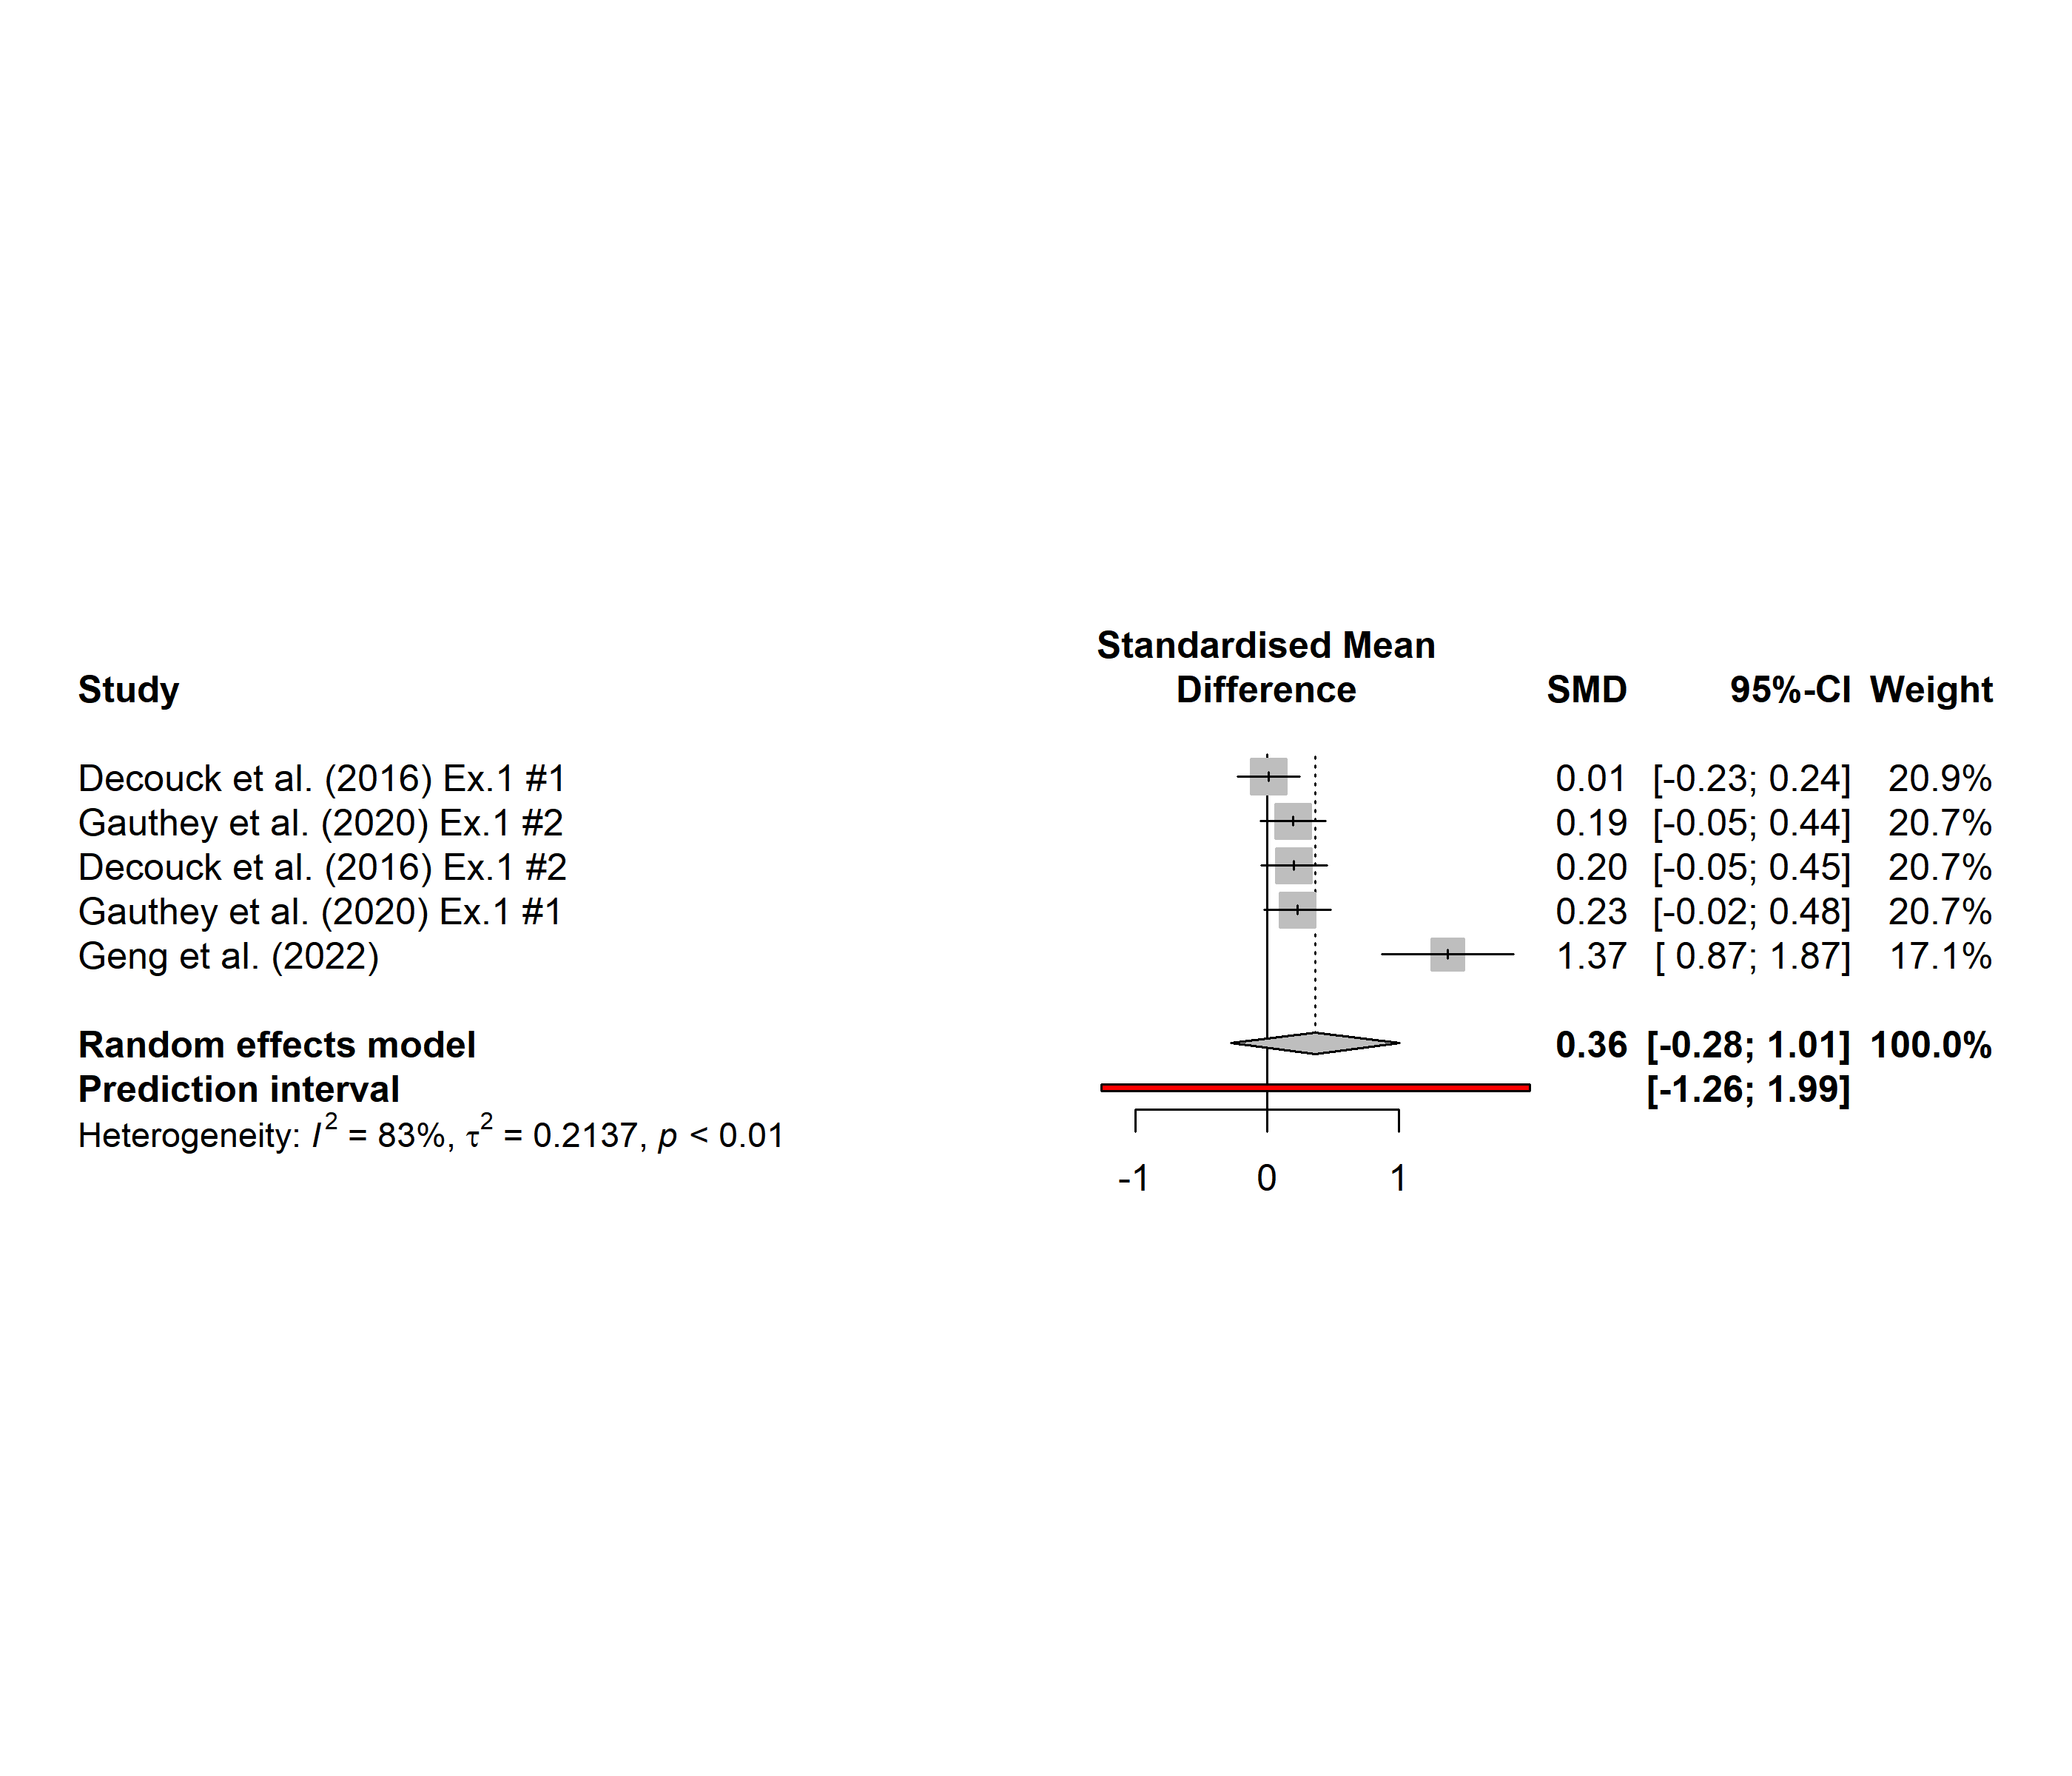 Standardised Mean
Study Difference SMD 95%-CI Weight
Decouck et al. (2016) Ex.1 #1 0.01 [-0.23; 0.24] 20.9%
Gauthey et al. (2020) Ex.1 #2 0.19 [-0.05; 0.44] 20.7%
Decouck et al. (2016) Ex.1 #2 0.20 [-0.05; 0.45] 20.7%
Gauthey et al. (2020) Ex.1 #1 0.23 [-0.02; 0.48] 20.7%
Geng et al. (2022) 1.37 [ 0.87; 1.87] 17.1%
Random effects model 0.36 [-0.28; 1.01] 100.0%
Prediction interval [-1.26; 1.99]
Heterogeneity: I² = 83%, τ² = 0.2137, p < 0.01
-1 0 1